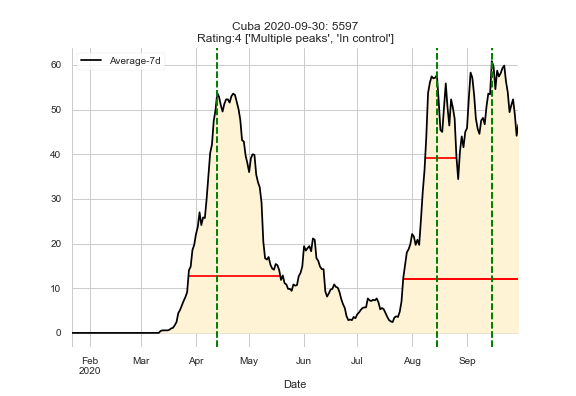 Cuba 2020-09-30: 5597
Rating:4 ['Multiple peaks', 'In control']
Average-7d
60
50
40
30
20
10
0
Feb Mar Apr May Jun Jul Aug Sep
2020
Date